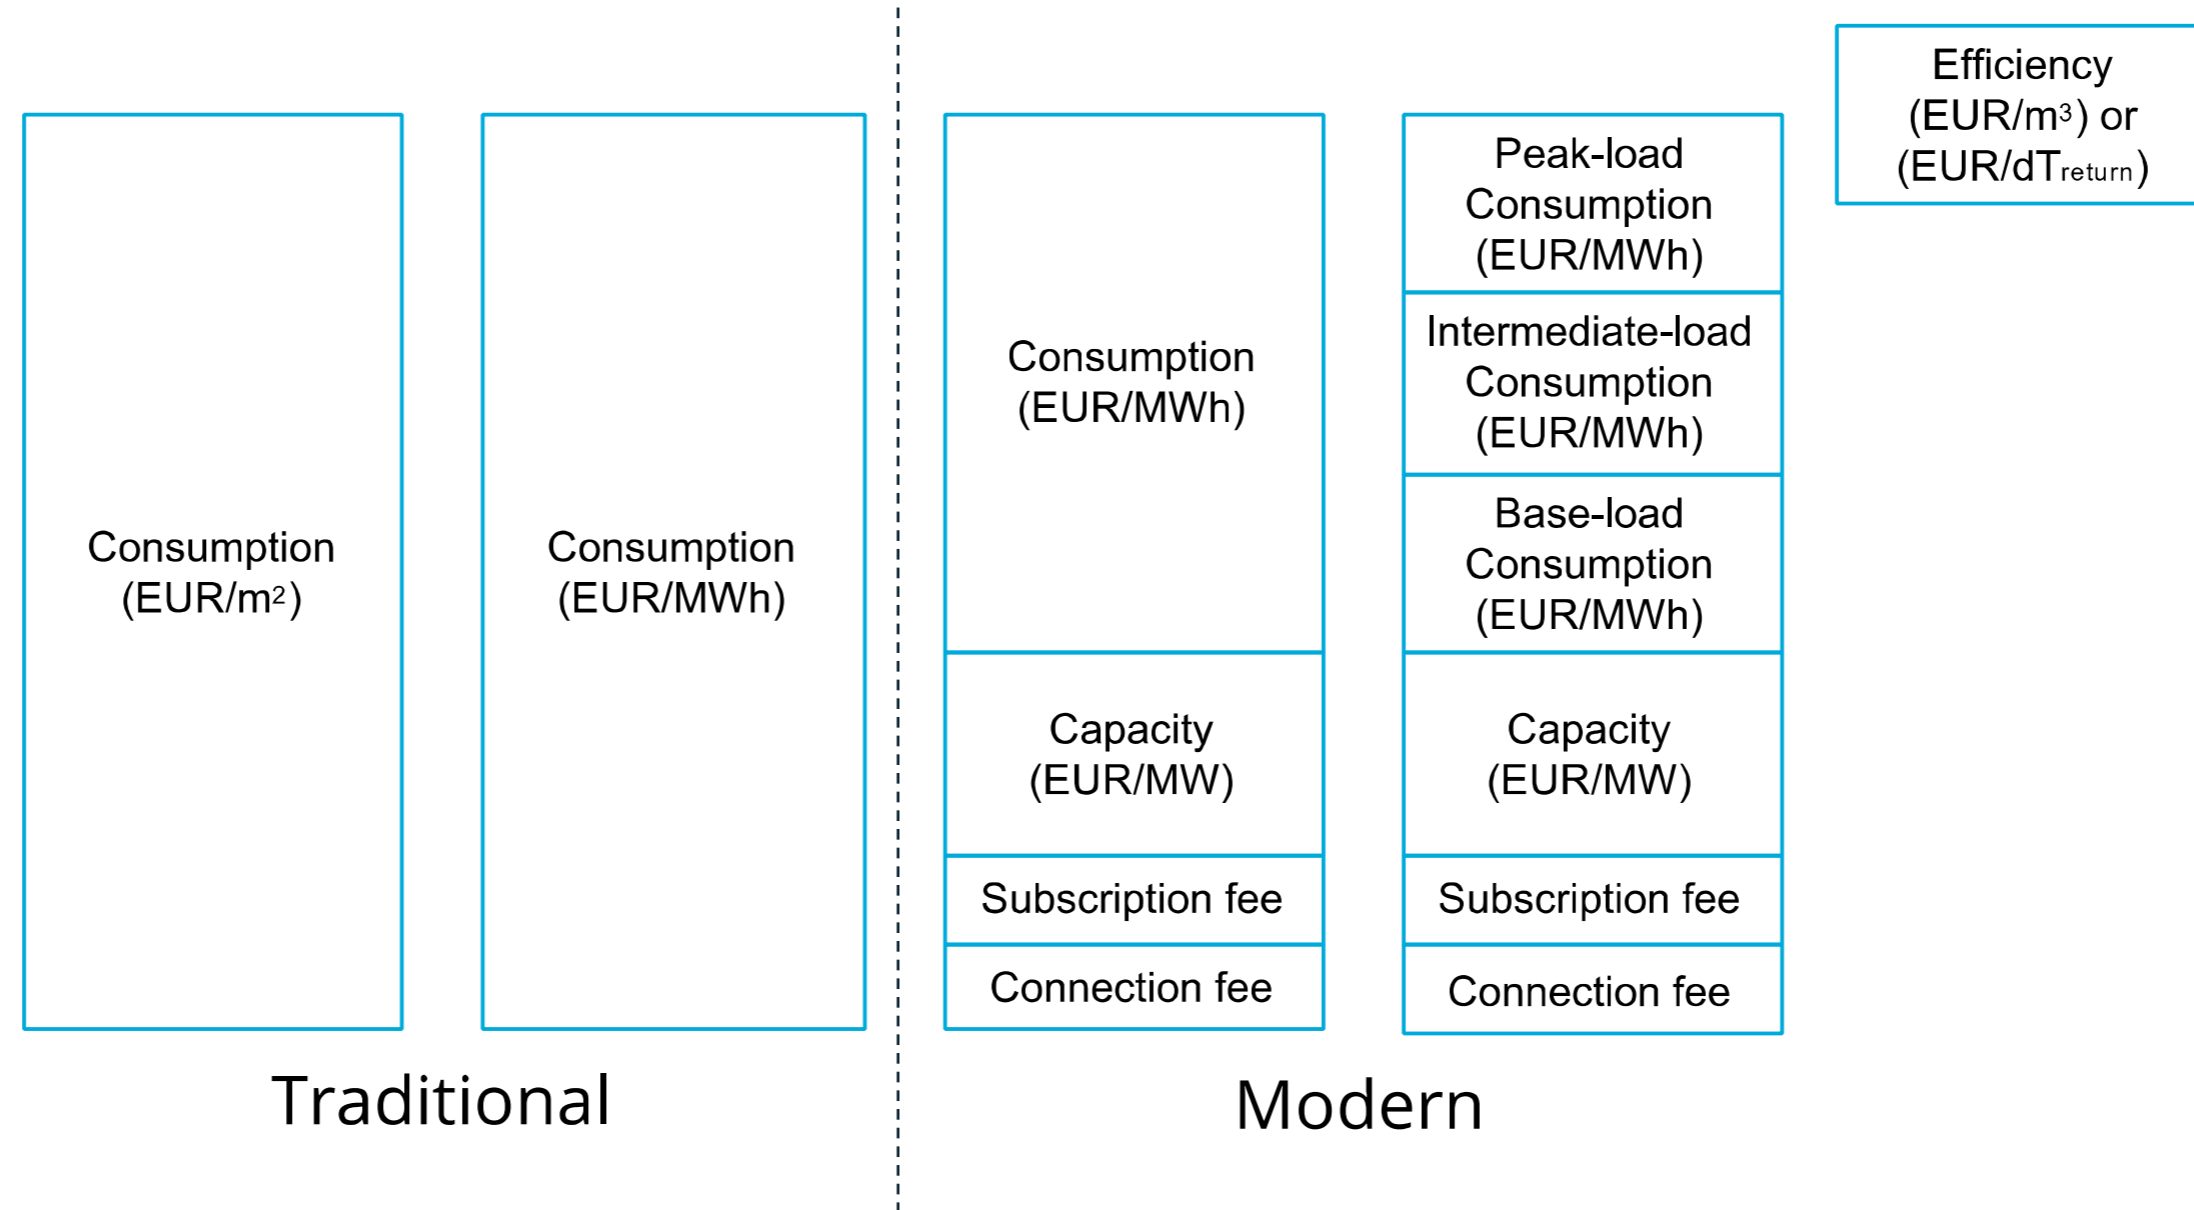 Consumption
(EUR/m²)
Consumption
(EUR/MWh)
Traditional
Consumption
(EUR/MWh)
Capacity
(EUR/MW)
Subscription fee
Connection fee
Peak-load
Consumption
(EUR/MWh)
Intermediate-load
Consumption
(EUR/MWh)
Base-load
Consumption
(EUR/MWh)
Capacity
(EUR/MW)
Subscription fee
Connection fee
Efficiency
(EUR/m³) or
(EUR/dTreturn)
Modern